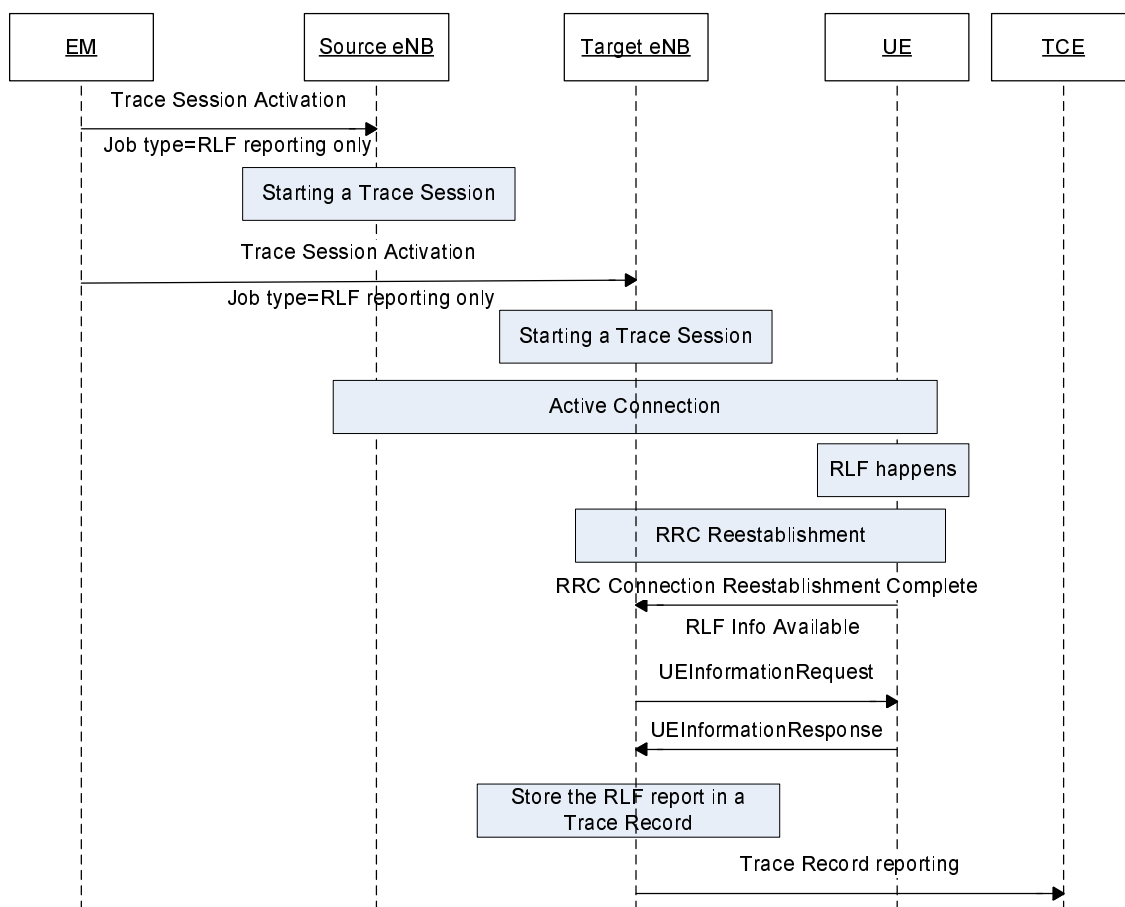 EM
Source eNB
Target eNB
UE
TCE
Trace Session Activation
Job type=RLF reporting only
Starting a Trace Session
Trace Session Activation
Job type=RLF reporting only
Starting a Trace Session
Active Connection
RLF happens
RRC Reestablishment
RRC Connection Reestablishment Complete
RLF Info Available
UEInformationRequest
UEInformationResponse
Store the RLF report in a
Trace Record
Trace Record reporting